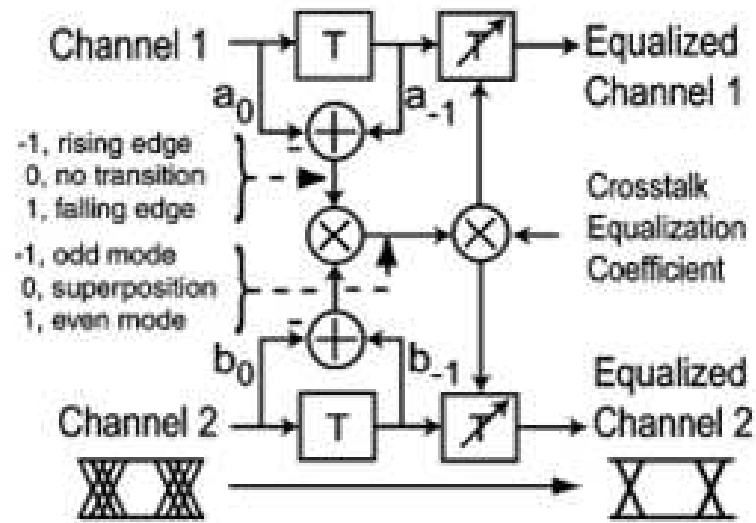 Channel 1
T
T
Equalized
Channel 1
a0
a-1
-
-1, rising edge
0, no transition
1, falling edge
Crosstalk
Equalization
Coefficient
-1, odd mode
0, superposition
1, even mode
-
b0
b-1
Channel 2
T
T
Equalized
Channel 2